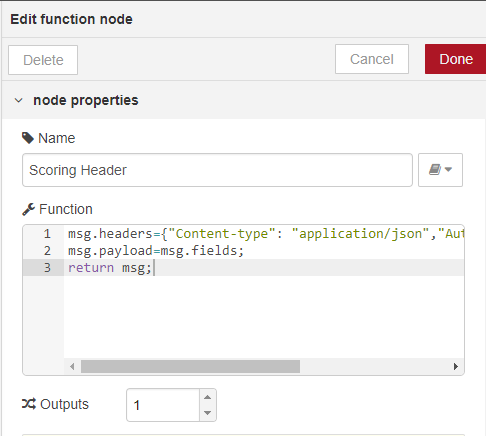 Edit function node
Delete Cancel Done
node properties
Name
Scoring Header
Function
1 msg.headers={"Content-type": "application/json","Aut
2 msg.payload=msg.fields;
3 return msg;
Outputs 1